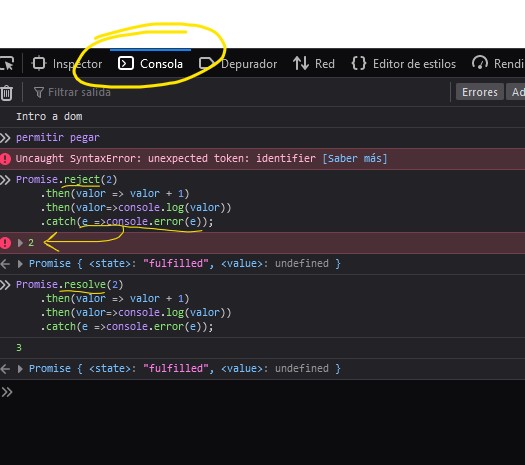 Inspector Consola Depurador Red {} Editor de estilos Rendi
Filtrar salida Errores Ad
Intro a dom
>> permitir pegar
Uncaught SyntaxError: unexpected token: identifier [Saber más]
>> Promise.reject(2)
.then(valor => valor + 1)
.then(valor=>console.log(valor))
.catch(e =>console.error(e));
2
Promise { <state>: "fulfilled", <value>: undefined }
>> Promise.resolve(2)
.then(valor => valor + 1)
.then(valor=>console.log(valor))
.catch(e =>console.error(e));
3
Promise { <state>: "fulfilled", <value>: undefined }
>>